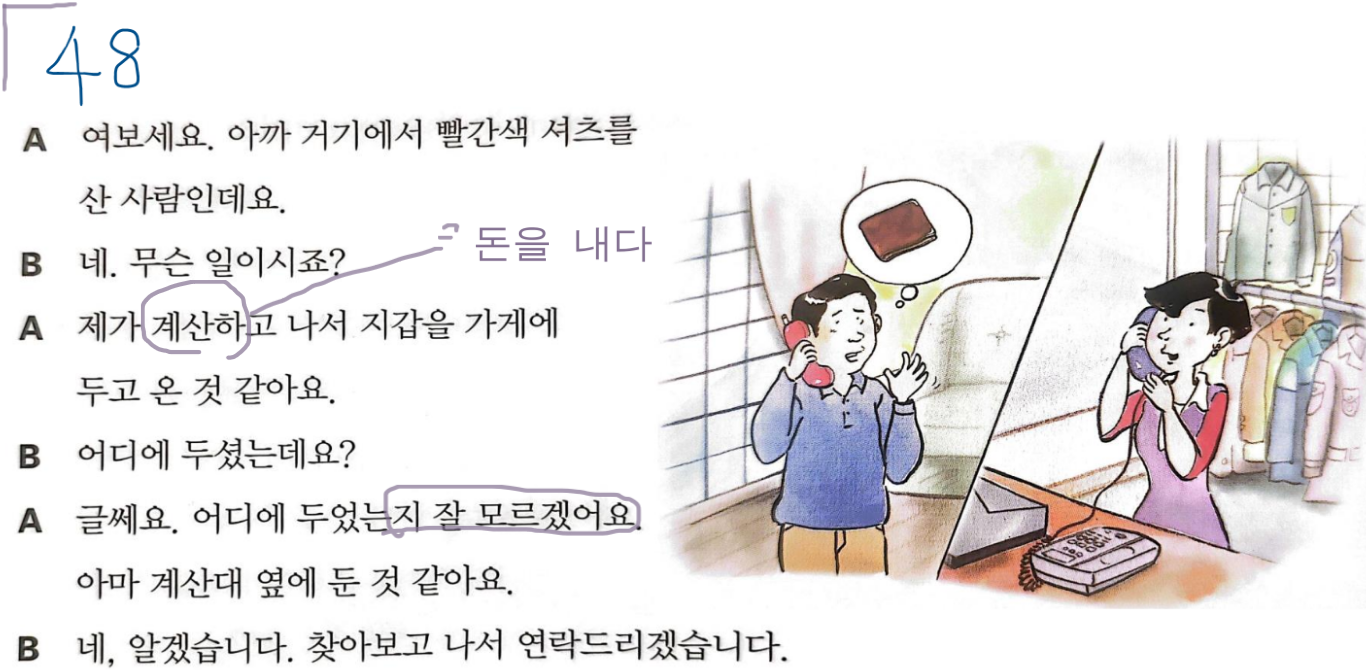 48
A 여보세요. 아까 거기에서 빨간색 셔츠를
산 사람인데요.
B 네. 무슨 일이시죠?
= 돈을 내다
A 제가 계산하고 나서 지갑을 가게에
두고 온 것 같아요.
B 어디에 두셨는데요?
A 글쎄요. 어디에 두었는지 잘 모르겠어요.
아마 계산대 옆에 둔 것 같아요.
B 네, 알겠습니다. 찾아보고 나서 연락드리겠습니다.